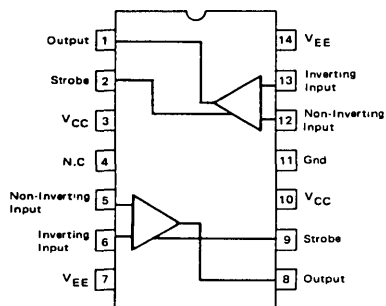 Output 1
14 VEE
Strobe 2
13 Inverting
Input
VCC 3
12 Non-Inverting
Input
N.C 4
11 Gnd
Non-Inverting
Input 5
10 VCC
Inverting
Input 6
9 Strobe
VEE 7
8 Output